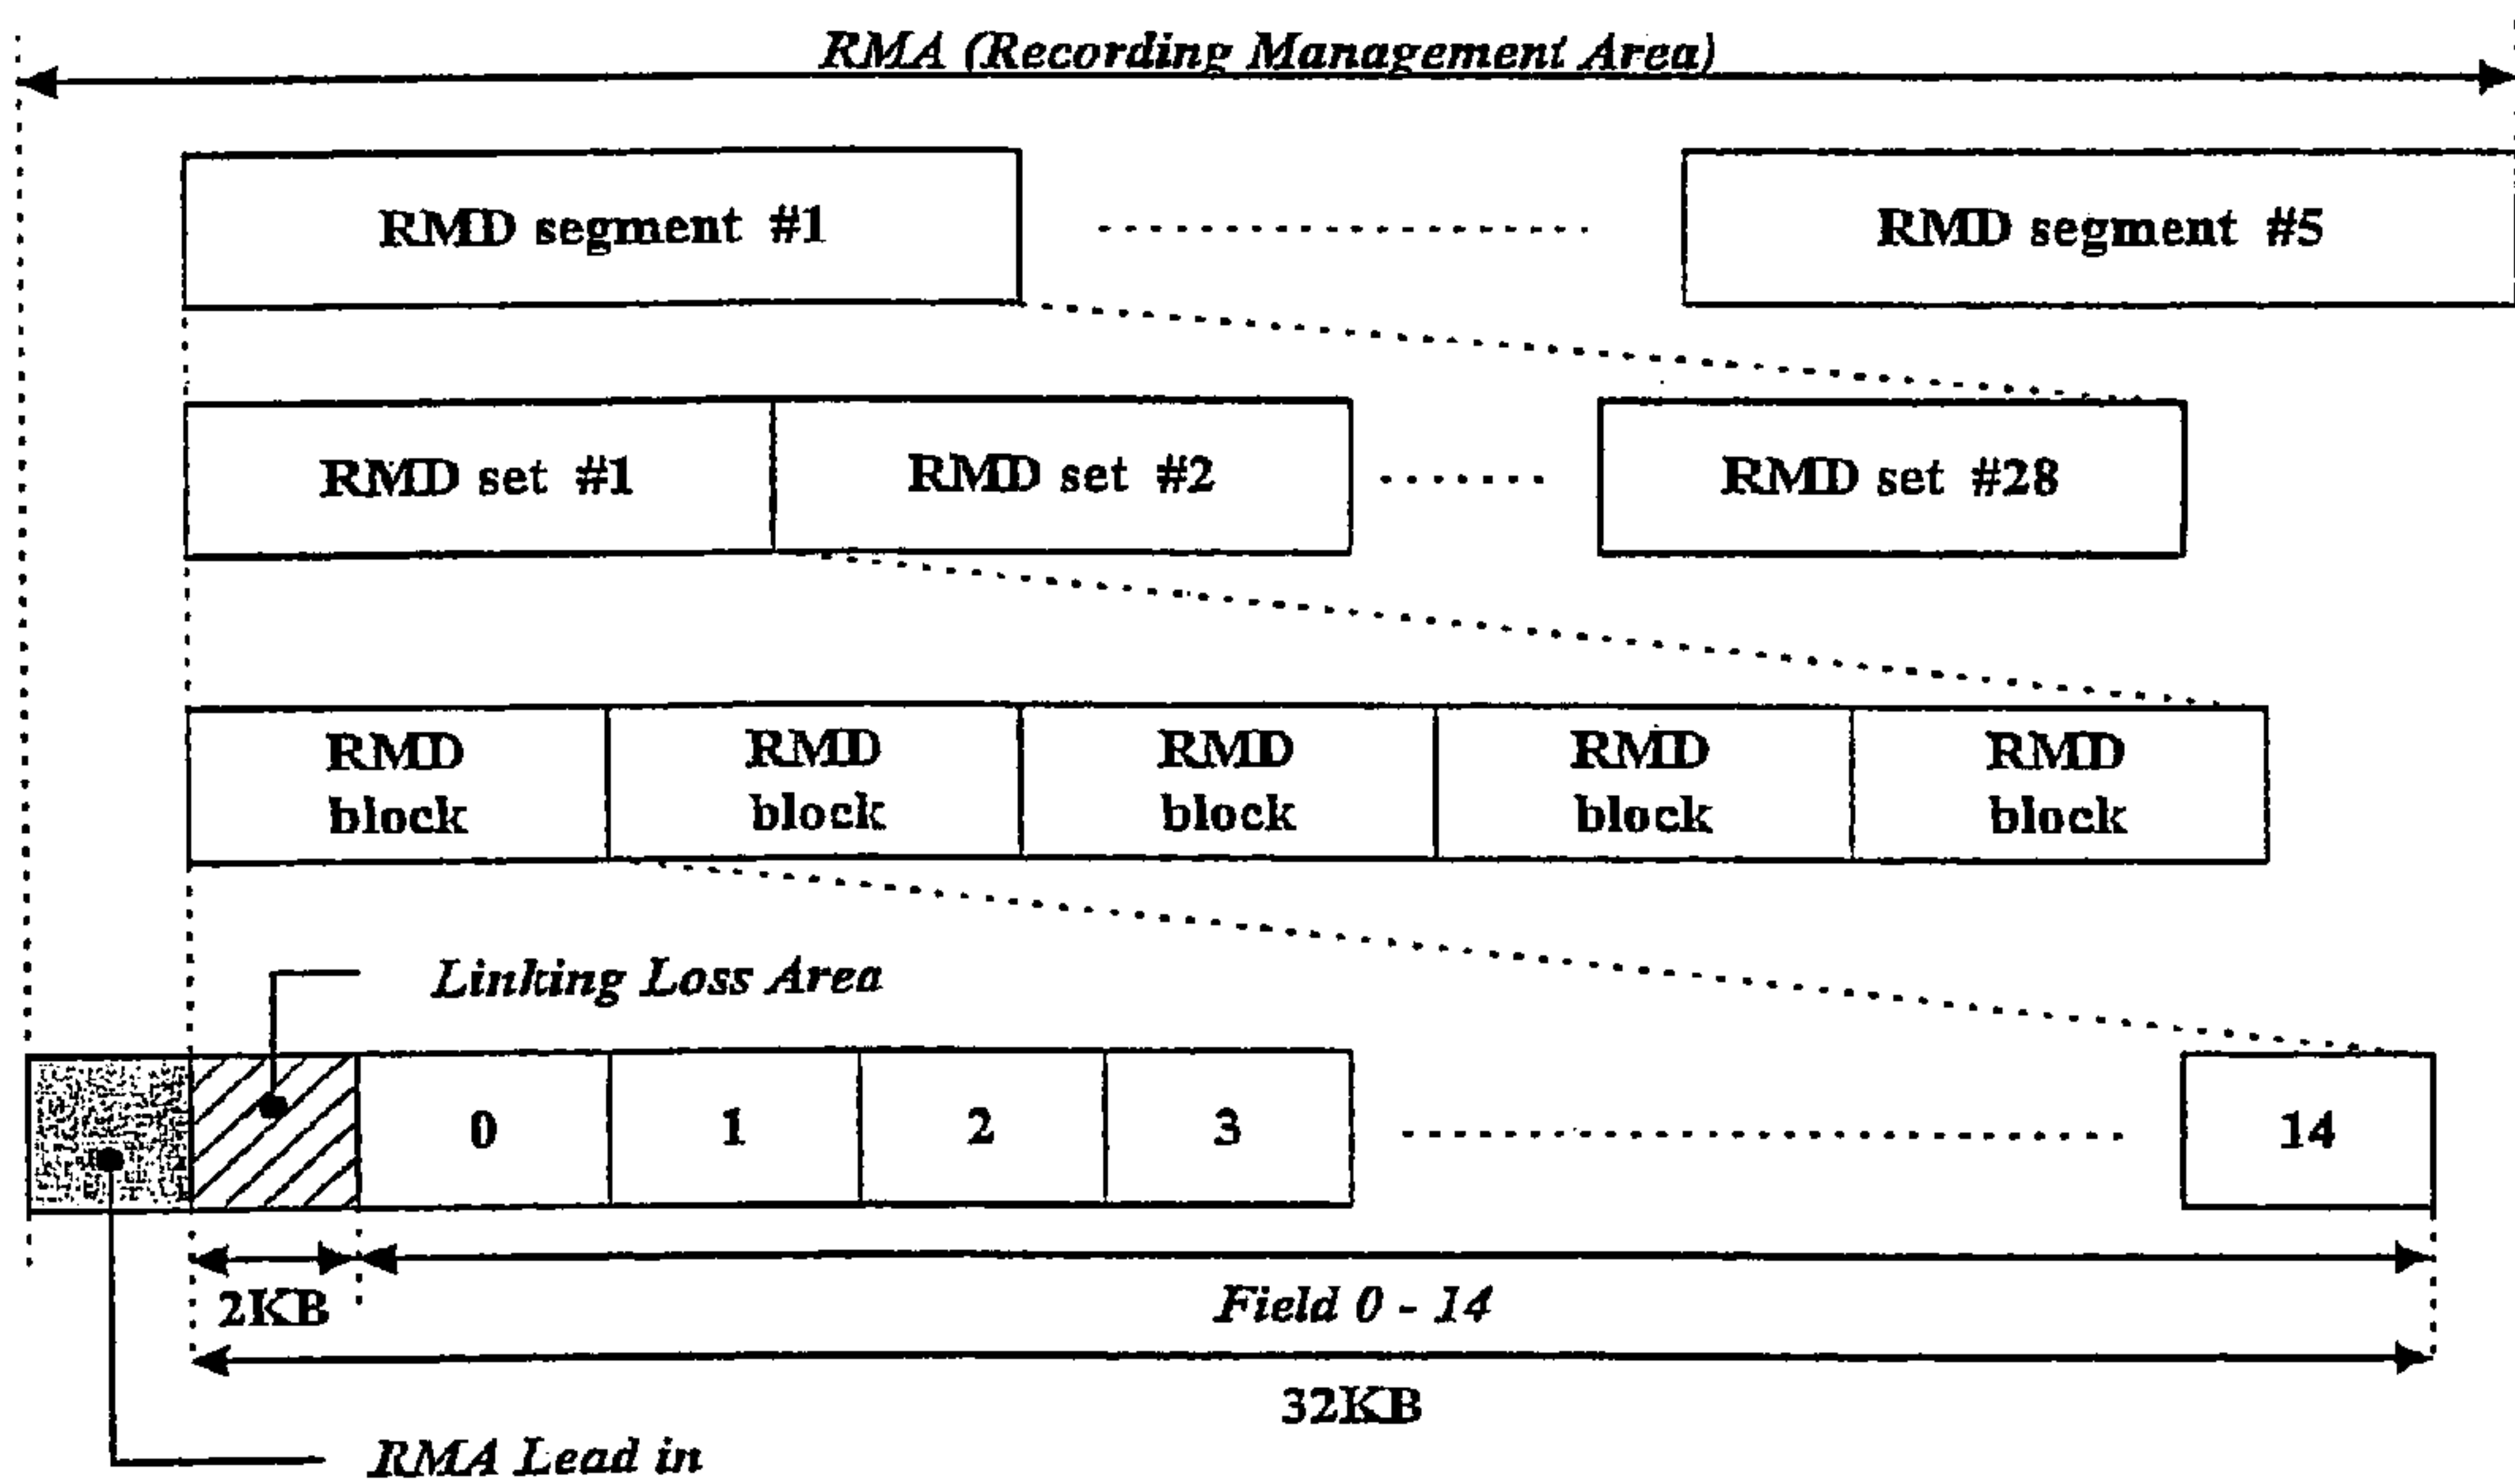 RMA (Recording Management Area)
RMD segment #1
RMD segment #5
RMD set #1
RMD set #2
RMD set #28
RMD
block
RMD
block
RMD
block
RMD
block
RMD
block
Linking Loss Area
0
1
2
3
14
2KB
Field 0 - 14
32KB
RMA Lead in